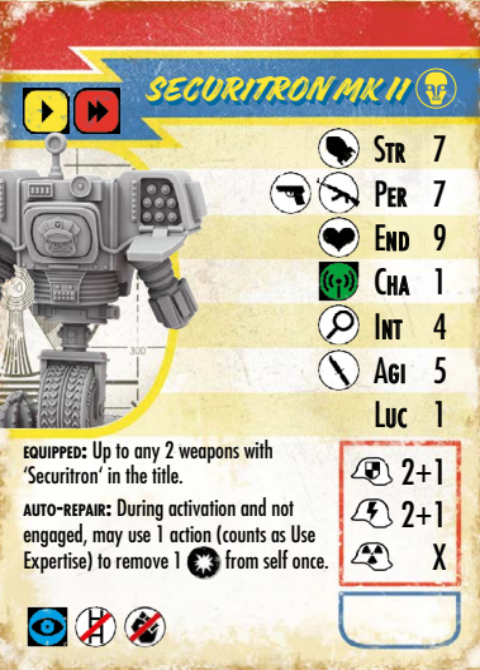 SECURITRON MK II
STR 7
PER 7
END 9
CHA 1
INT 4
AGI 5
LUC 1
300
EQUIPPED: Up to any 2 weapons with
'Securitron' in the title.
AUTO-REPAIR: During activation and not
engaged, may use 1 action (counts as Use
Expertise) to remove 1 from self once.
2+1
2+1
X